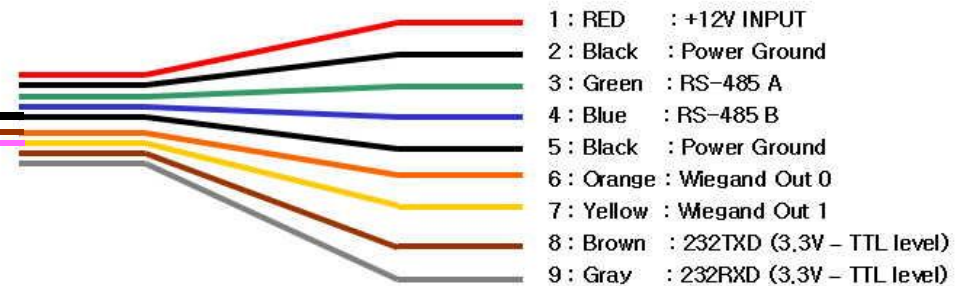 1 : RED : +12V INPUT
2 : Black : Power Ground
3 : Green : RS-485 A
4 : Blue : RS-485 B
5 : Black : Power Ground
6 : Orange : Wiegand Out 0
7 : Yellow : Wiegand Out 1
8 : Brown : 232TXD (3.3V – TTL level)
9 : Gray : 232RXD (3.3V – TTL level)